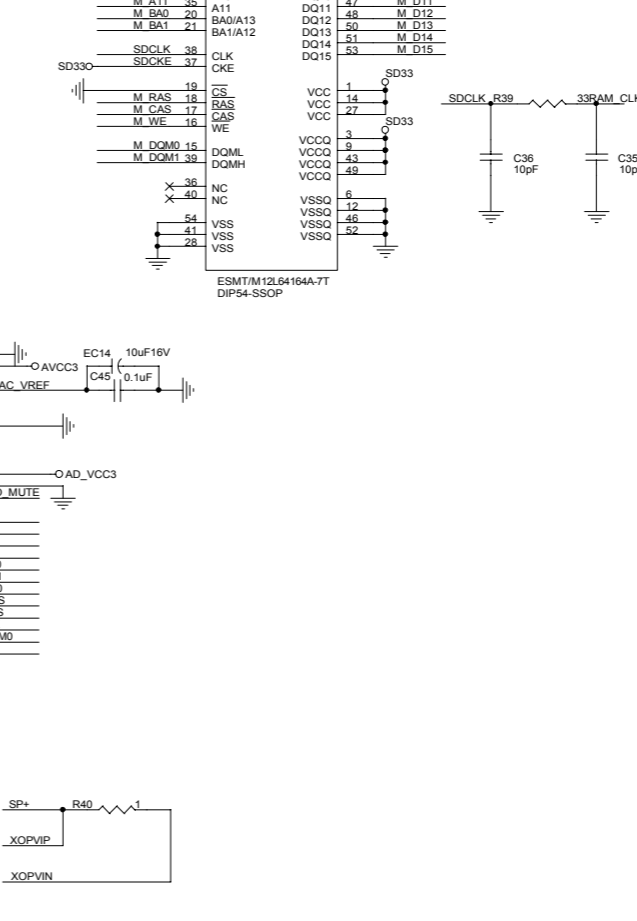 M_A11 35 A11
M_BA0 20 BA0/A13
M_BA1 21 BA1/A12
SDCLK 38 CLK
SD33 SDCKE 37 CKE
19 CS
M_RAS 18 RAS
M_CAS 17 CAS
M_WE 16 WE
M_DQM0 15 DQML
M_DQM1 39 DQMH
36 NC
40 NC
54 VSS
41 VSS
28 VSS
DQ11 47 M_D11
DQ12 48 M_D12
DQ13 50 M_D13
DQ14 51 M_D14
DQ15 53 M_D15
SD33
VCC 1
VCC 14
VCC 27
SD33
VCCQ 3
VCCQ 9
VCCQ 43
VCCQ 49
VSSQ 6
VSSQ 12
VSSQ 46
VSSQ 52
ESMT/M12L64164A-7T
DIP54-SSOP
SDCLK R39 33RAM_CLK
C36
10pF
C35
10p
EC14 10uF16V
AVCC3
C45 0.1uF
AC_VREF
AD_VCC3
_MUTE
S
S
M0
SP+ R40 1
XOPVIP
XOPVIN